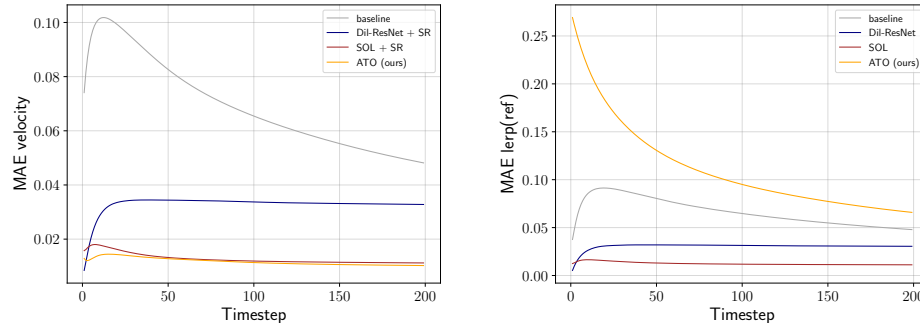 0.10
0.08
0.06
0.04
0.02
MAE velocity
0
50
100
150
200
Timestep
baseline
Dil-ResNet + SR
SOL + SR
ATO (ours)
0.25
0.20
0.15
0.10
0.05
0.00
MAE lerp(ref)
0
50
100
150
200
Timestep
baseline
Dil-ResNet + SR
SOL
ATO (ours)